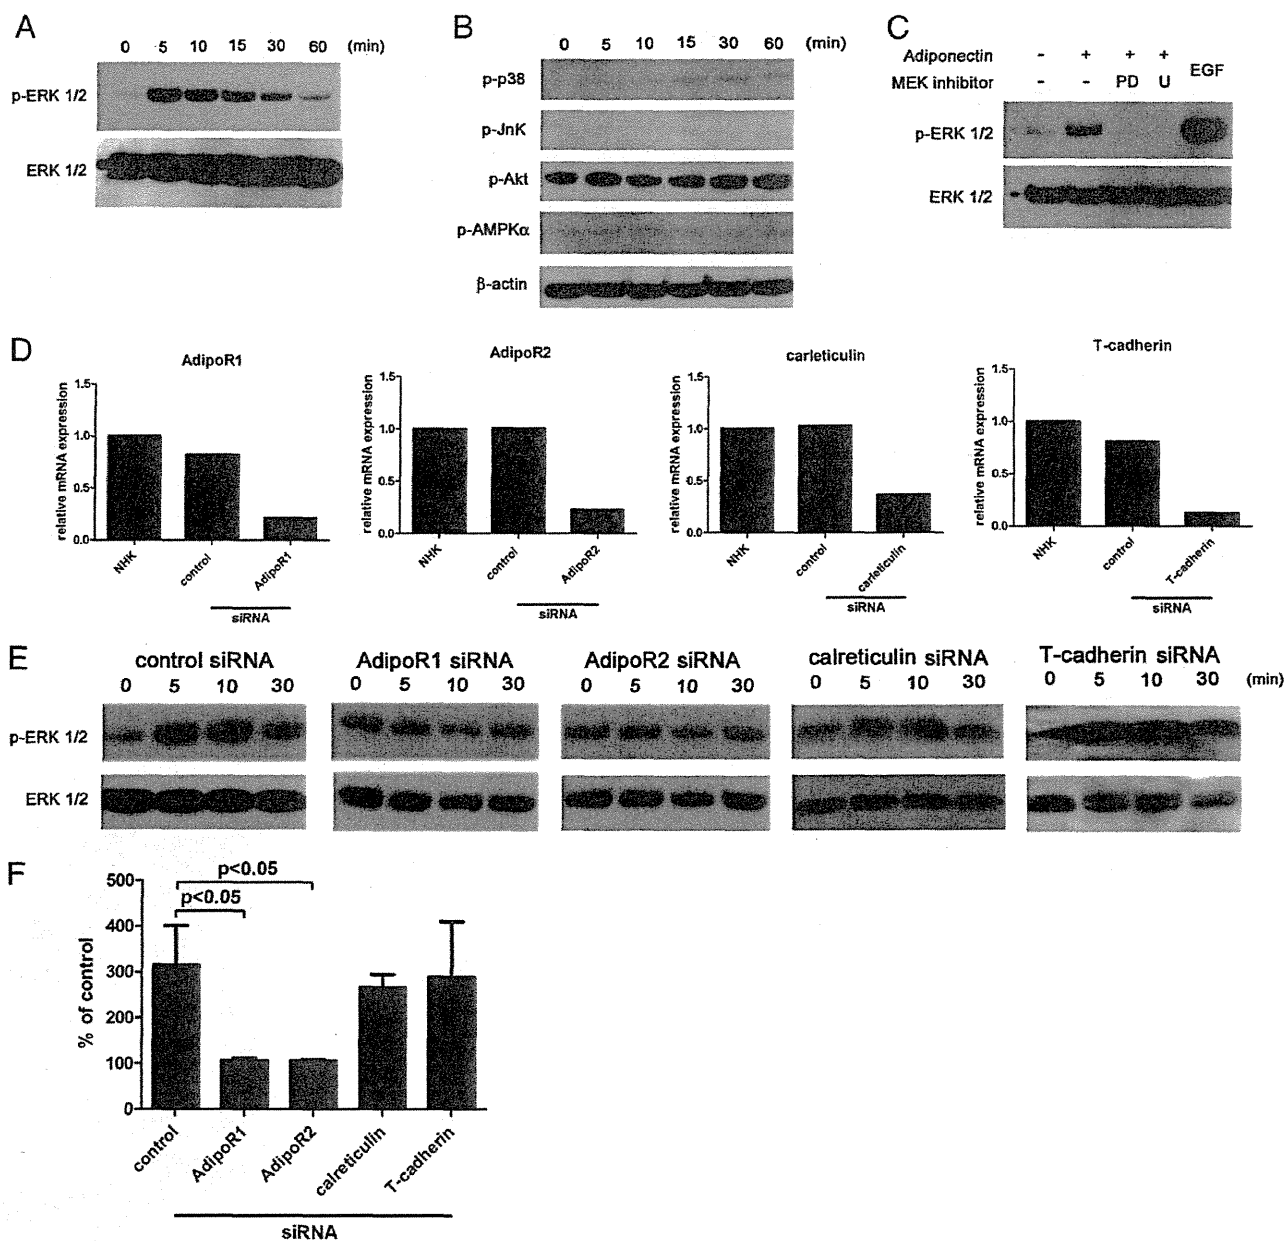 A
0 5 10 15 30 60 (min)
p-ERK 1/2
ERK 1/2
B
0 5 10 15 30 60 (min)
p-p38
p-JnK
p-Akt
p-AMPKα
β-actin
C
Adiponectin - + + +
MEK inhibitor - - PD U EGF
p-ERK 1/2
ERK 1/2
D
AdipoR1
relative mRNA expression
1.5
1.0
0.5
0.0
NHK control AdipoR1
siRNA
AdipoR2
relative mRNA expression
1.5
1.0
0.5
0.0
NHK control AdipoR2
siRNA
carleticulin
relative mRNA expression
1.5
1.0
0.5
0.0
NHK control carleticulin
siRNA
T-cadherin
relative mRNA expression
1.5
1.0
0.5
0.0
NHK control T-cadherin
siRNA
E
control siRNA AdipoR1 siRNA AdipoR2 siRNA calreticulin siRNA T-cadherin siRNA
0 5 10 30 0 5 10 30 0 5 10 30 0 5 10 30 0 5 10 30 (min)
p-ERK 1/2
ERK 1/2
F
p<0.05
p<0.05
% of control
500
400
300
200
100
0
control AdipoR1 AdipoR2 calreticulin T-cadherin
siRNA